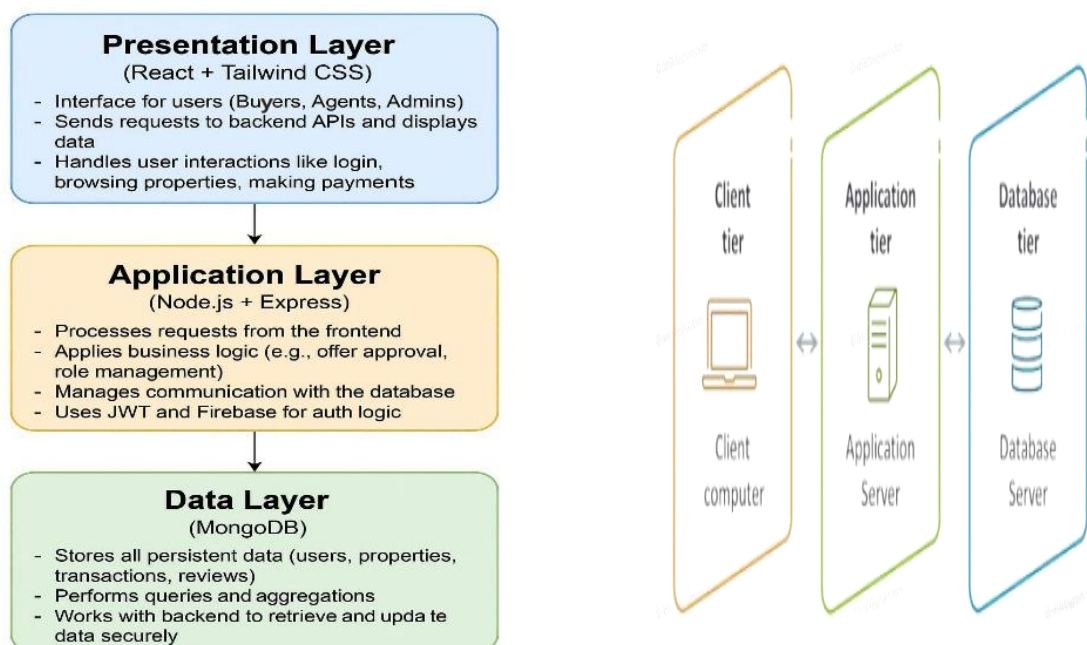 Presentation Layer
(React + Tailwind CSS)
- Interface for users (Buyers, Agents, Admins)
- Sends requests to backend APIs and displays
data
- Handles user interactions like login,
browsing properties, making payments
Application Layer
(Node.js + Express)
- Processes requests from the frontend
- Applies business logic (e.g., offer approval,
role management)
- Manages communication with the database
- Uses JWT and Firebase for auth logic
Data Layer
(MongoDB)
- Stores all persistent data (users, properties,
transactions, reviews)
- Performs queries and aggregations
- Works with backend to retrieve and upda te
data securely
Client
tier
Client
computer
Application
tier
Application
Server
Database
tier
Database
Server